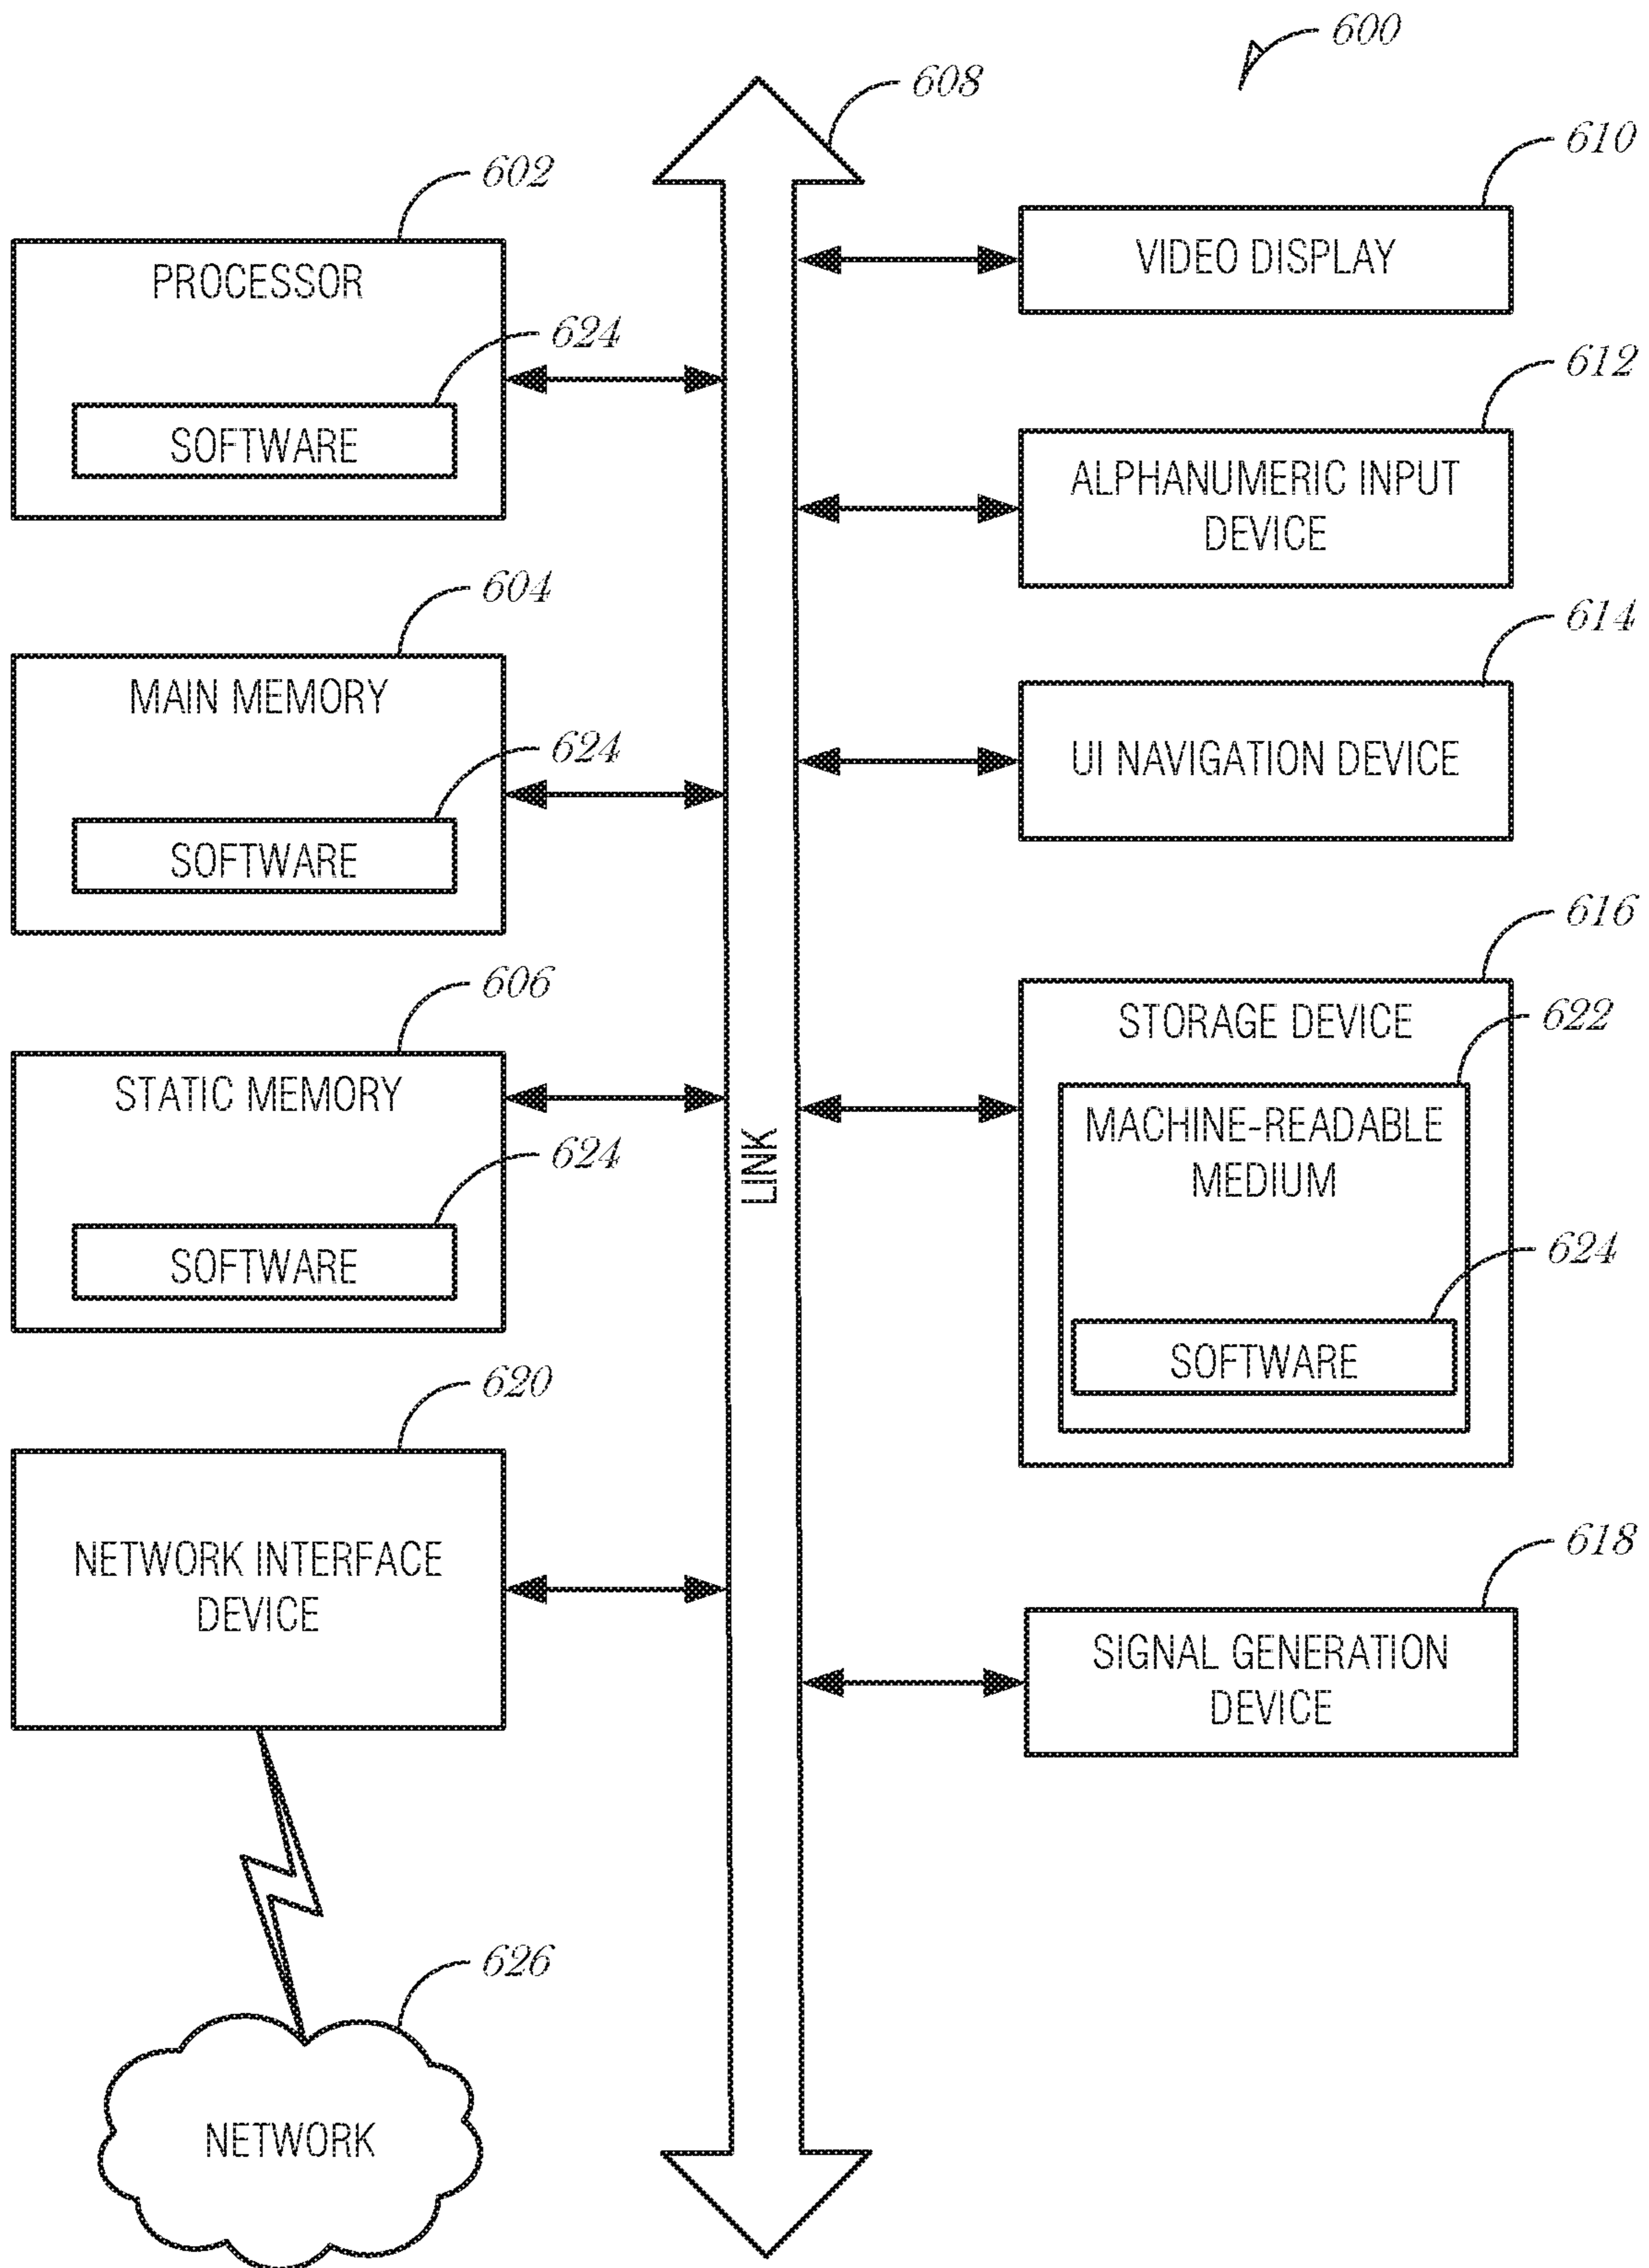 600
608
602
PROCESSOR
624
SOFTWARE
604
MAIN MEMORY
624
SOFTWARE
606
STATIC MEMORY
624
SOFTWARE
620
NETWORK INTERFACE
DEVICE
626
NETWORK
LINK
610
VIDEO DISPLAY
612
ALPHANUMERIC INPUT
DEVICE
614
UI NAVIGATION DEVICE
616
STORAGE DEVICE
622
MACHINE-READABLE
MEDIUM
624
SOFTWARE
618
SIGNAL GENERATION
DEVICE